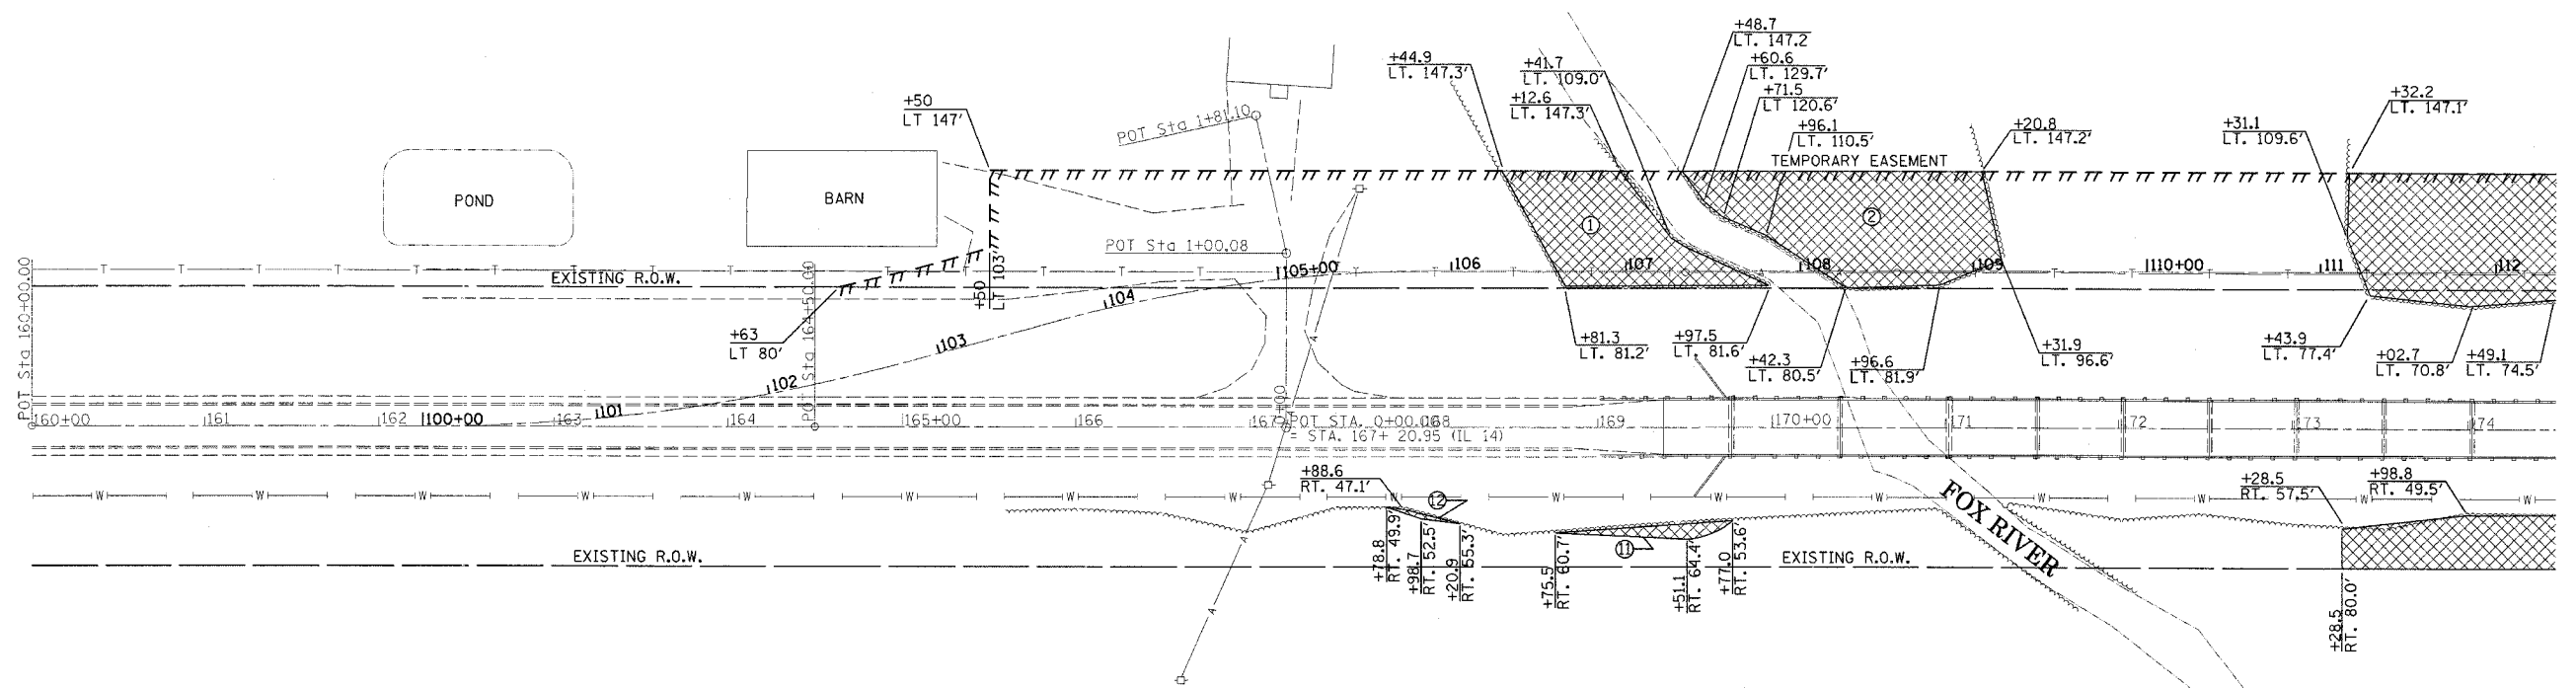 +48.7
LT. 147.2
+44.9
LT. 147.3'
+41.7
LT. 109.0'
+60.6
LT. 129.7'
+12.6
LT. 147.3'
+71.5
LT 120.6'
+32.2
LT. 147.1'
+50
LT 147'
POT Sta 1+81.10
+96.1
LT. 110.5'
+20.8
LT. 147.2'
+31.1
LT. 109.6'
TEMPORARY EASEMENT
POND
BARN
1
2
POT Sta 1+00.08
T T T T T T T T
EXISTING R.O.W.
105+00
106
107
108
109
110+00
111
112
+50
LT 103'
104
103
102
101
100+00
+63
LT 80'
POT Sta 160+00.00
POT Sta 164+50.00
A
+81.3
LT. 81.2'
+97.5
LT. 81.6'
+42.3
LT. 80.5'
+96.6
LT. 81.9'
+31.9
LT. 96.6'
+43.9
LT. 77.4'
+02.7
LT. 70.8'
+49.1
LT. 74.5'
160+00
161
162
163
164
165+00
166
167
168
169
170+00
171
172
173
174
POT STA. 0+00.00
= STA. 167+ 20.95 (IL 14)
+88.6
RT. 47.1'
12
+28.5
RT. 57.5'
+98.8
RT. 49.5'
W W W W W W W W W W W W W W W W
FOX RIVER
+78.8
RT. 49.9'
+98.7
RT. 52.5'
+20.9
RT. 55.3'
+75.5
RT. 60.7'
11
+51.1
RT. 64.4'
+77.0
RT. 53.6'
EXISTING R.O.W.
EXISTING R.O.W.
A
A
+28.5
RT. 80.0'